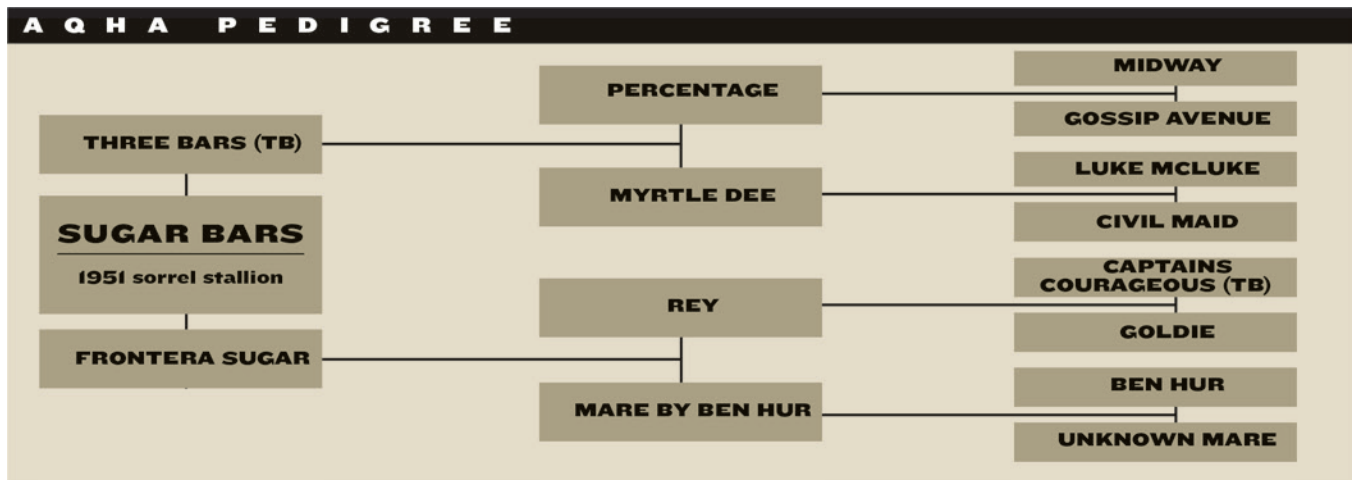 AQHA PEDIGREE
THREE BARS (TB)
SUGAR BARS
1951 sorrel stallion
FRONTERA SUGAR
PERCENTAGE
MYRTLE DEE
REY
MARE BY BEN HUR
MIDWAY
GOSSIP AVENUE
LUKE MCLUKE
CIVIL MAID
CAPTAINS
COURAGEOUS (TB)
GOLDIE
BEN HUR
UNKNOWN MARE